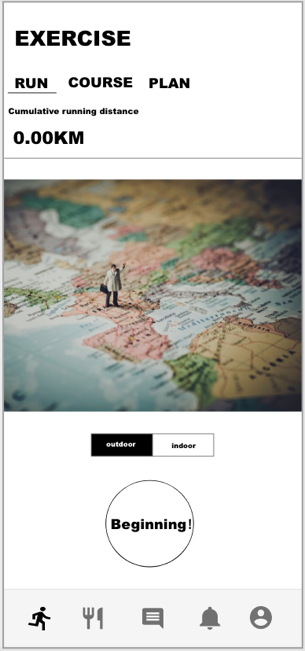 EXERCISE
RUN COURSE PLAN
Cumulative running distance
0.00KM
outdoor indoor
Beginning!